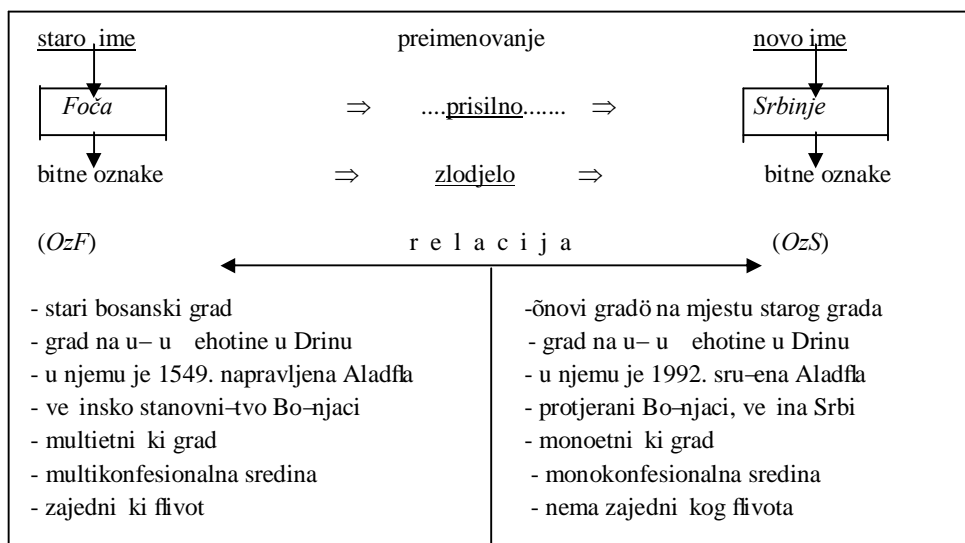 staro ime preimenovanje novo ime
Foča ⇒ ....prisilno....... ⇒ Srbinje
bitne oznake ⇒ zlodjelo ⇒ bitne oznake
(OzF) r e l a c i j a (OzS)
- stari bosanski grad
- grad na u– u ehotine u Drinu
- u njemu je 1549. napravljena Aladfla
- ve insko stanovni–tvo Bo–njaci
- multietni ki grad
- multikonfesionalna sredina
- zajedni ki flivot
-õnovi gradö na mjestu starog grada
- grad na u– u ehotine u Drinu
- u njemu je 1992. sru–ena Aladfla
- protjerani Bo–njaci, ve ina Srbi
- monoetni ki grad
- monokonfesionalna sredina
- nema zajedni kog flivota